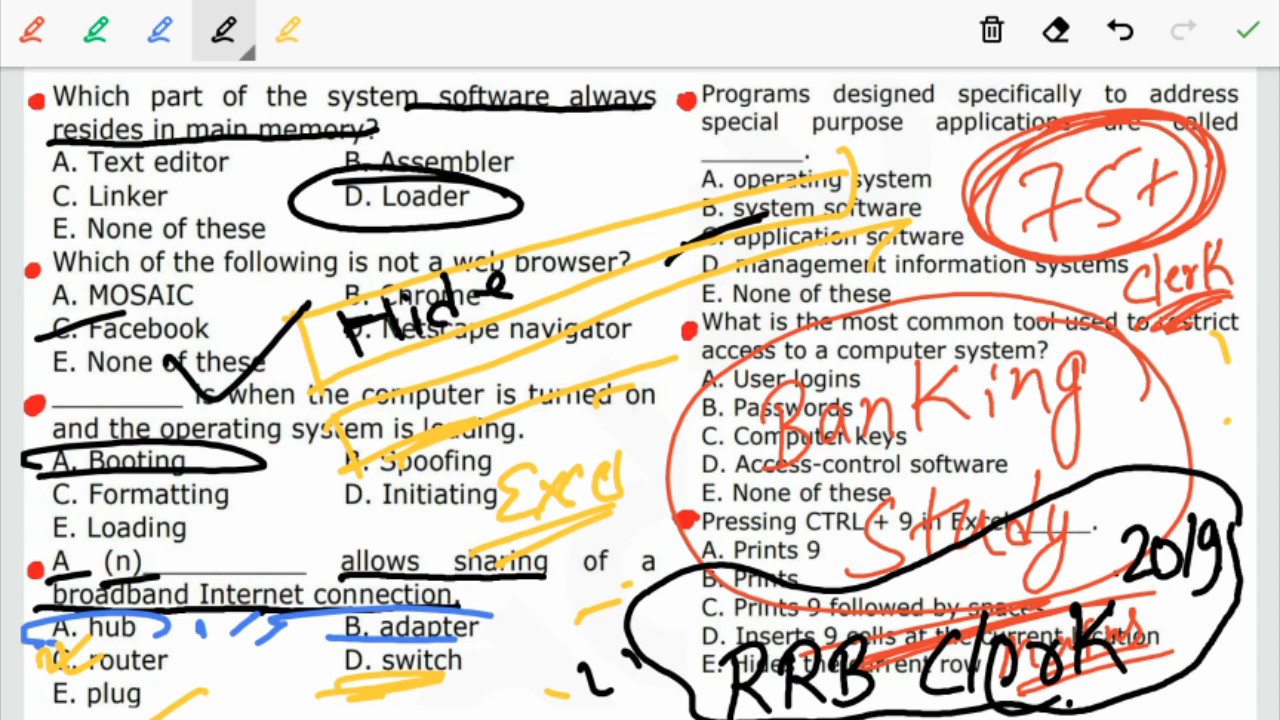 Which part of the system software always
resides in main memory?
A. Text editor B. Assembler
C. Linker D. Loader
E. None of these
Which of the following is not a web browser?
A. MOSAIC B. Chrome
C. Facebook D. Netscape navigator
E. None of these
Hide
__________ is when the computer is turned on
and the operating system is loading.
A. Booting B. Spoofing
C. Formatting D. Initiating
E. Loading
Excel
A (n)____________ allows sharing of a
broadband Internet connection.
A. hub B. adapter
C. router D. switch
E. plug
Programs designed specifically to address
special purpose applications are called
________.
A. operating system
B. system software
C. application software
D. management information systems
E. None of these
75+
Clerk
What is the most common tool used to restrict
access to a computer system?
A. User logins
B. Passwords
C. Computer keys
D. Access-control software
E. None of these
Banking
Study
Pressing CTRL + 9 in Excel ______.
A. Prints 9
B. Prints
C. Prints 9 followed by spaces
D. Inserts 9 cells at the current location
E. Hides the current row
2019
RRB Clerk